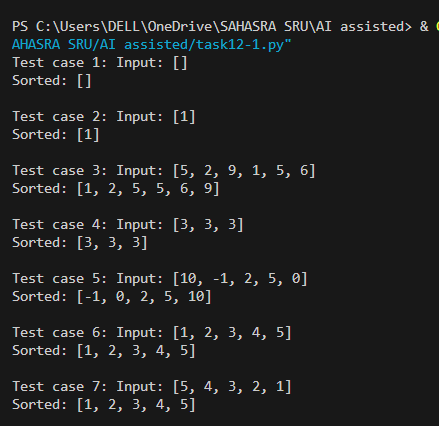 PS C:\Users\DELL\OneDrive\SAHASRA SRU\AI assisted> &
AHASRA SRU/AI assisted/task12-1.py"
Test case 1: Input: []
Sorted: []
Test case 2: Input: [1]
Sorted: [1]
Test case 3: Input: [5, 2, 9, 1, 5, 6]
Sorted: [1, 2, 5, 5, 6, 9]
Test case 4: Input: [3, 3, 3]
Sorted: [3, 3, 3]
Test case 5: Input: [10, -1, 2, 5, 0]
Sorted: [-1, 0, 2, 5, 10]
Test case 6: Input: [1, 2, 3, 4, 5]
Sorted: [1, 2, 3, 4, 5]
Test case 7: Input: [5, 4, 3, 2, 1]
Sorted: [1, 2, 3, 4, 5]